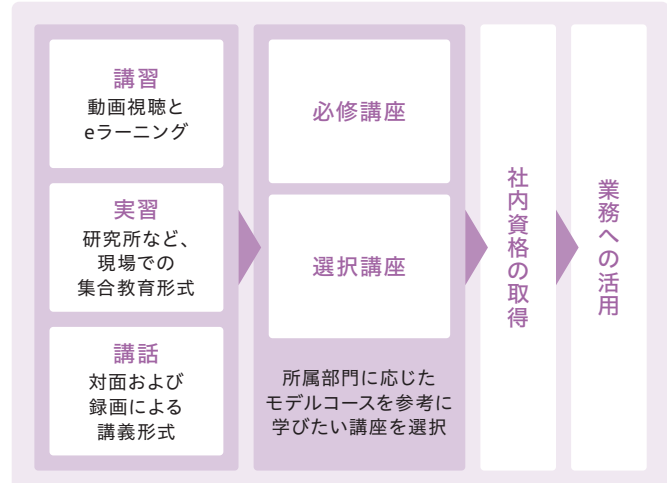 講習
動画視聴と
eラーニング
実習
研究所など、
現場での
集合教育形式
講話
対面および
録画による
講義形式
必修講座
選択講座
所属部門に応じた
モデルコースを参考に
学びたい講座を選択
社内資格の取得
業務への活用